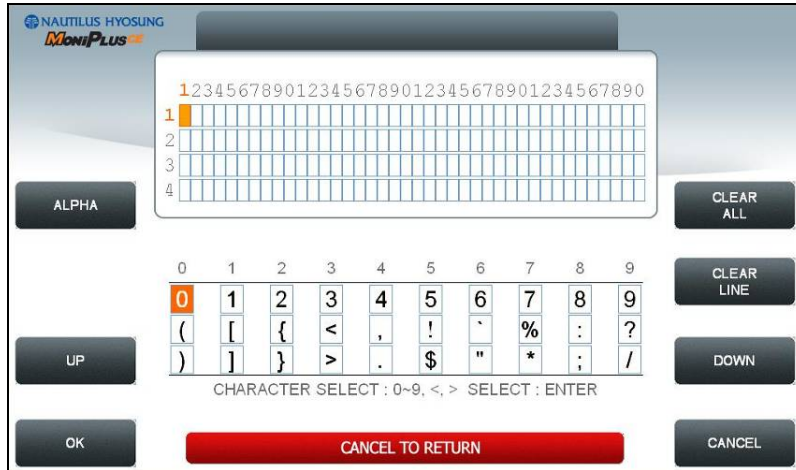 NAUTILUS HYOSUNG
MoniPlus CE
1234567890123456789012345678901234567890
1
2
3
4
ALPHA
CLEAR
ALL
0 1 2 3 4 5 6 7 8 9
CLEAR
LINE
0 1 2 3 4 5 6 7 8 9
( [ { < , ! ` % : ?
) ] } > . $ " * ; /
UP
DOWN
CHARACTER SELECT : 0~9, <, > SELECT : ENTER
OK
CANCEL TO RETURN
CANCEL